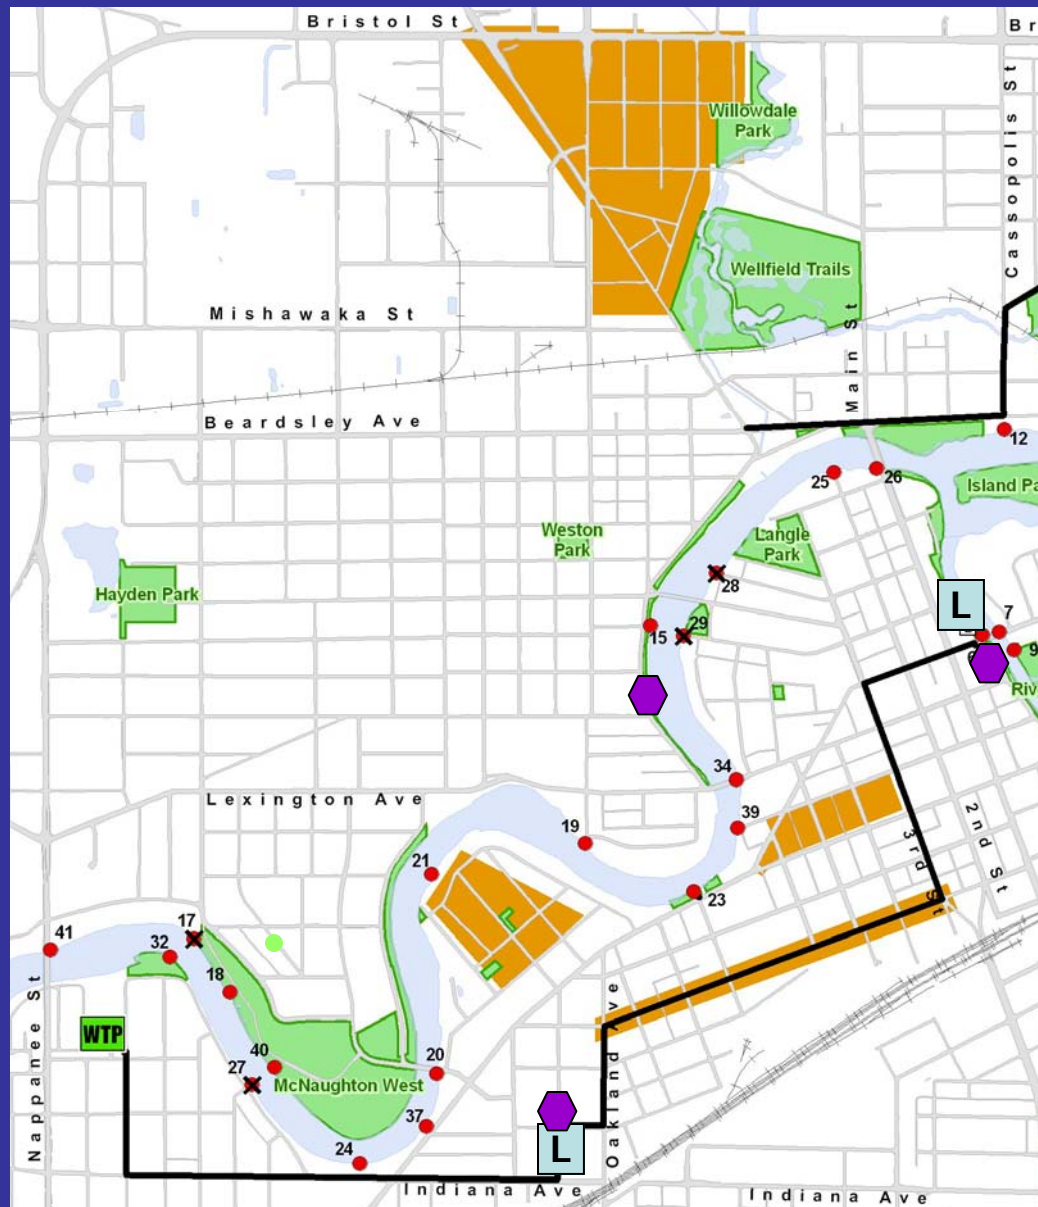 Bristol St
Br
Cassopolis St
Willowdale
Park
Wellfield Trails
Mishawaka St
Main St
Beardsley Ave
12
25
26
Island Pa
Weston
Park
Langle
Park
28
Hayden Park
L
7
15
29
9
6
Riv
34
Lexington Ave
39
19
2nd St
3rd St
21
23
17
41
32
18
Nappanee St
WTP
Oakland Ave
40
27
20
McNaughton West
37
24
L
Indiana Ave
Indiana Ave